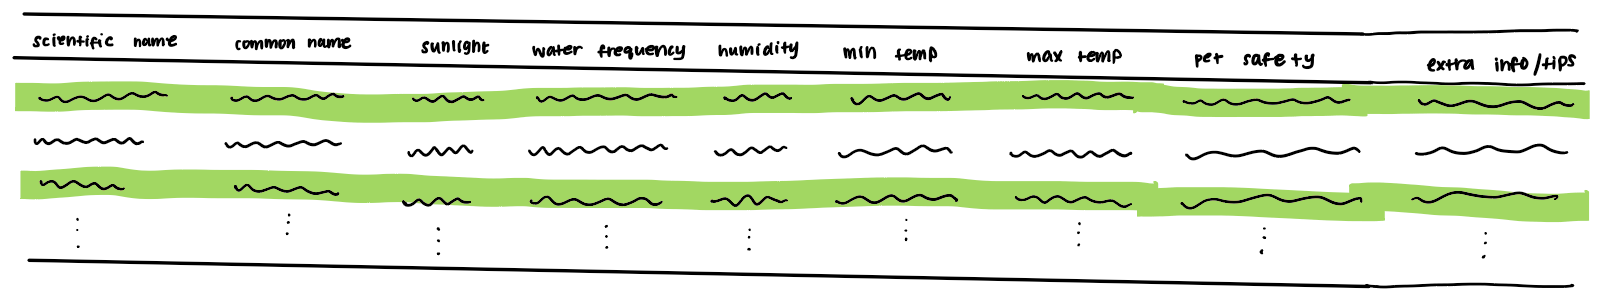 scientific name common name sunlight water frequency humidity min temp max temp pet safety extra info/tips